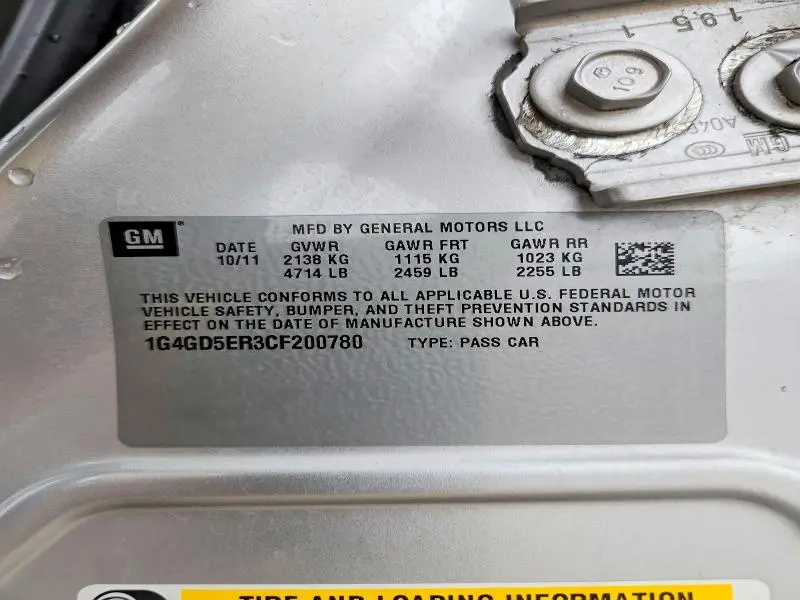 195 1
109
A04
GM
GM
MFD BY GENERAL MOTORS LLC
DATE GVWR GAWR FRT GAWR RR
10/11 2138 KG 1115 KG 1023 KG
4714 LB 2459 LB 2255 LB
THIS VEHICLE CONFORMS TO ALL APPLICABLE U.S. FEDERAL MOTOR
VEHICLE SAFETY, BUMPER, AND THEFT PREVENTION STANDARDS IN
EFFECT ON THE DATE OF MANUFACTURE SHOWN ABOVE.
1G4GD5ER3CF200780 TYPE: PASS CAR
TIRE AND LOADING INFORMATION